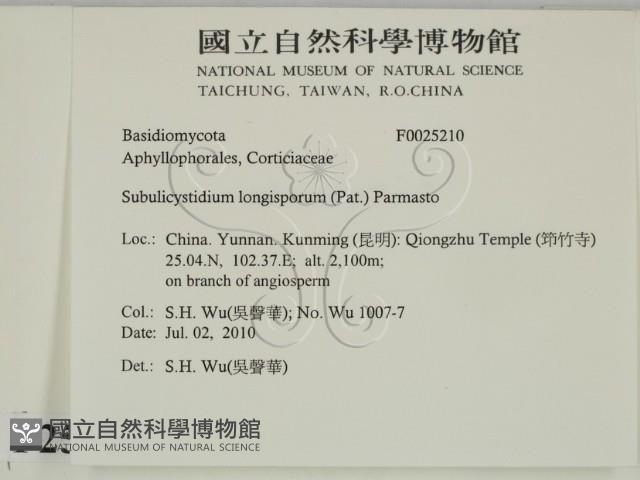 國立自然科學博物館
NATIONAL MUSEUM OF NATURAL SCIENCE
TAICHUNG, TAIWAN, R.O.CHINA
Basidiomycota F0025210
Aphyllophorales, Corticiaceae
Subulicystidium longisporum (Pat.) Parmasto
Loc.: China. Yunnan. Kunming (昆明): Qiongzhu Temple (筇竹寺)
25.04.N, 102.37.E; alt. 2,100m;
on branch of angiosperm
Col.: S.H. Wu(吳聲華); No. Wu 1007-7
Date: Jul. 02, 2010
Det.: S.H. Wu(吳聲華)
國立自然科學博物館
NATIONAL MUSEUM OF NATURAL SCIENCE